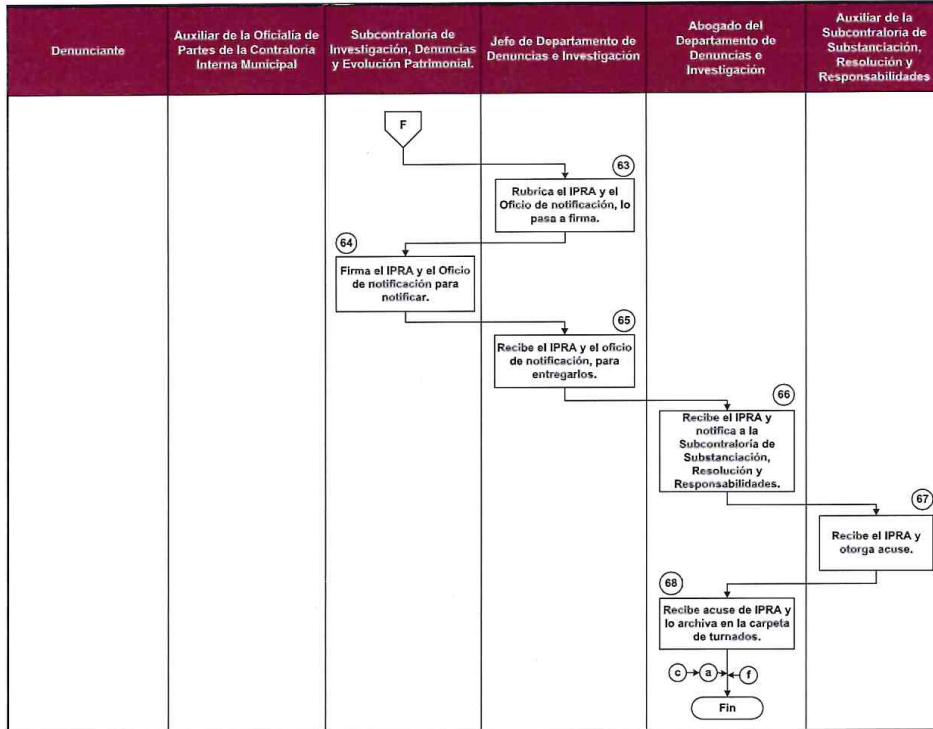 Denunciante
Auxiliar de la Oficialía de
Partes de la Contraloría
Interna Municipal
Subcontraloría de
Investigación, Denuncias
y Evolución Patrimonial.
Jefe de Departamento de
Denuncias e Investigación
Abogado del
Departamento de
Denuncias e
Investigación
Auxiliar de la
Subcontraloría de
Substanciación,
Resolución y
Responsabilidades
F
63
Rubrica el IPRA y el
Oficio de notificación, lo
pasa a firma.
64
Firma el IPRA y el Oficio
de notificación para
notificar.
65
Recibe el IPRA y el oficio
de notificación, para
entregarlos.
66
Recibe el IPRA y
notifica a la
Subcontraloría de
Substanciación,
Resolución y
Responsabilidades.
67
Recibe el IPRA y
otorga acuse.
68
Recibe acuse de IPRA y
lo archiva en la carpeta
de turnados.
c a f
Fin